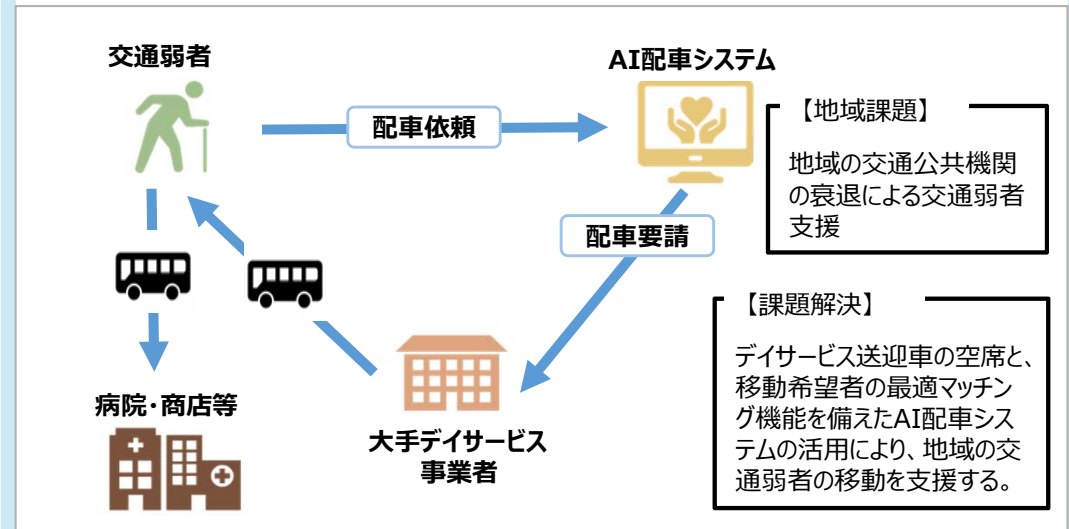 交通弱者
AI配車システム
配車依頼
【地域課題】
地域の交通公共機関
の衰退による交通弱者
支援
配車要請
【課題解決】
デイサービス送迎車の空席と、
移動希望者の最適マッチン
グ機能を備えたAI配車シス
テムの活用により、地域の交
通弱者の移動を支援する。
病院・商店等
大手デイサービス
事業者